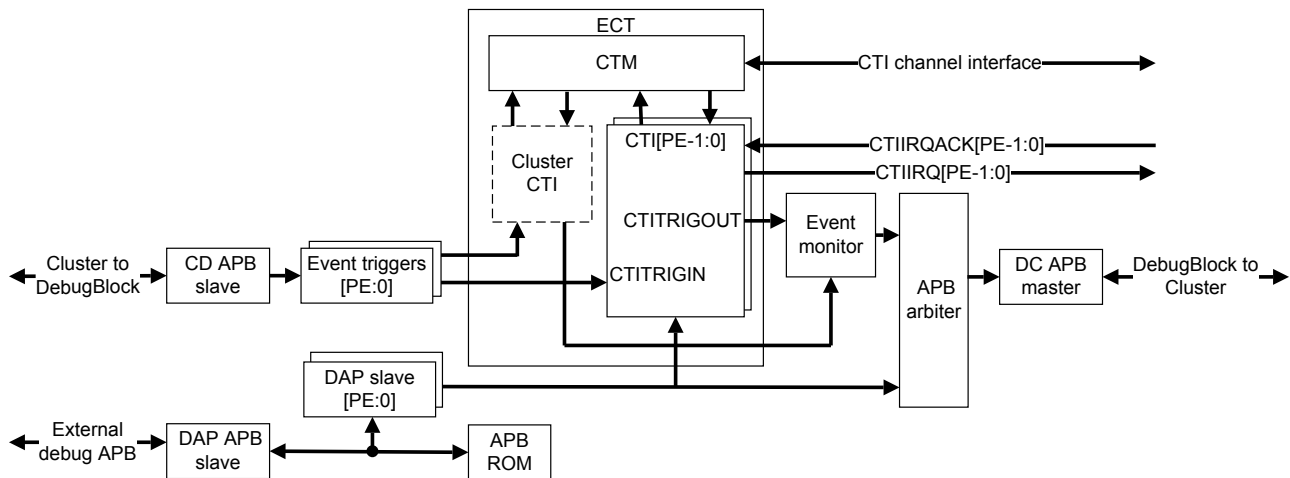 ECT
CTM
CTI channel interface
CTI[PE-1:0]
CTIIRQACK[PE-1:0]
Cluster
CTI
CTIIRQ[PE-1:0]
CTITRIGOUT
Event
monitor
Cluster to
DebugBlock
CD APB
slave
Event triggers
[PE:0]
CTITRIGIN
APB
arbiter
DC APB
master
DebugBlock to
Cluster
DAP slave
[PE:0]
External
debug APB
DAP APB
slave
APB
ROM